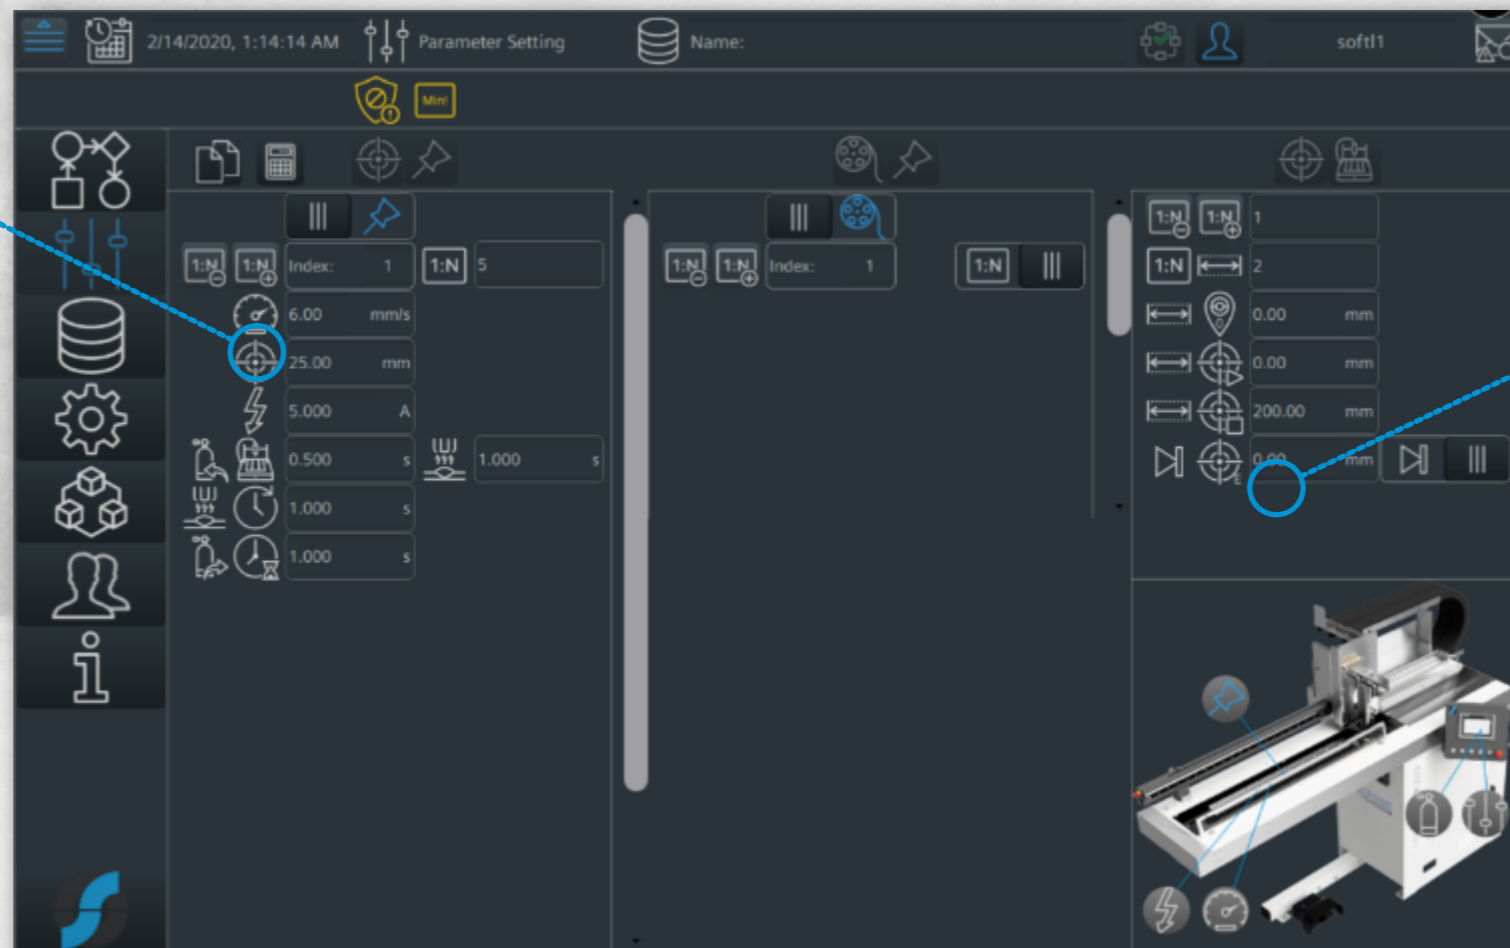 2/14/2020, 1:14:14 AM Parameter Setting Name: softl1
Min!
1:N 1:N 1
1:N 1:N Index: 1 1:N 5
1:N 1:N Index: 1 1:N
1:N 2
6.00 mm/s
0.00 mm
25.00 mm
0.00 mm
5.000 A
200.00 mm
0.500 s 1.000 s
0.00 mm
E
1.000 s
1.000 s